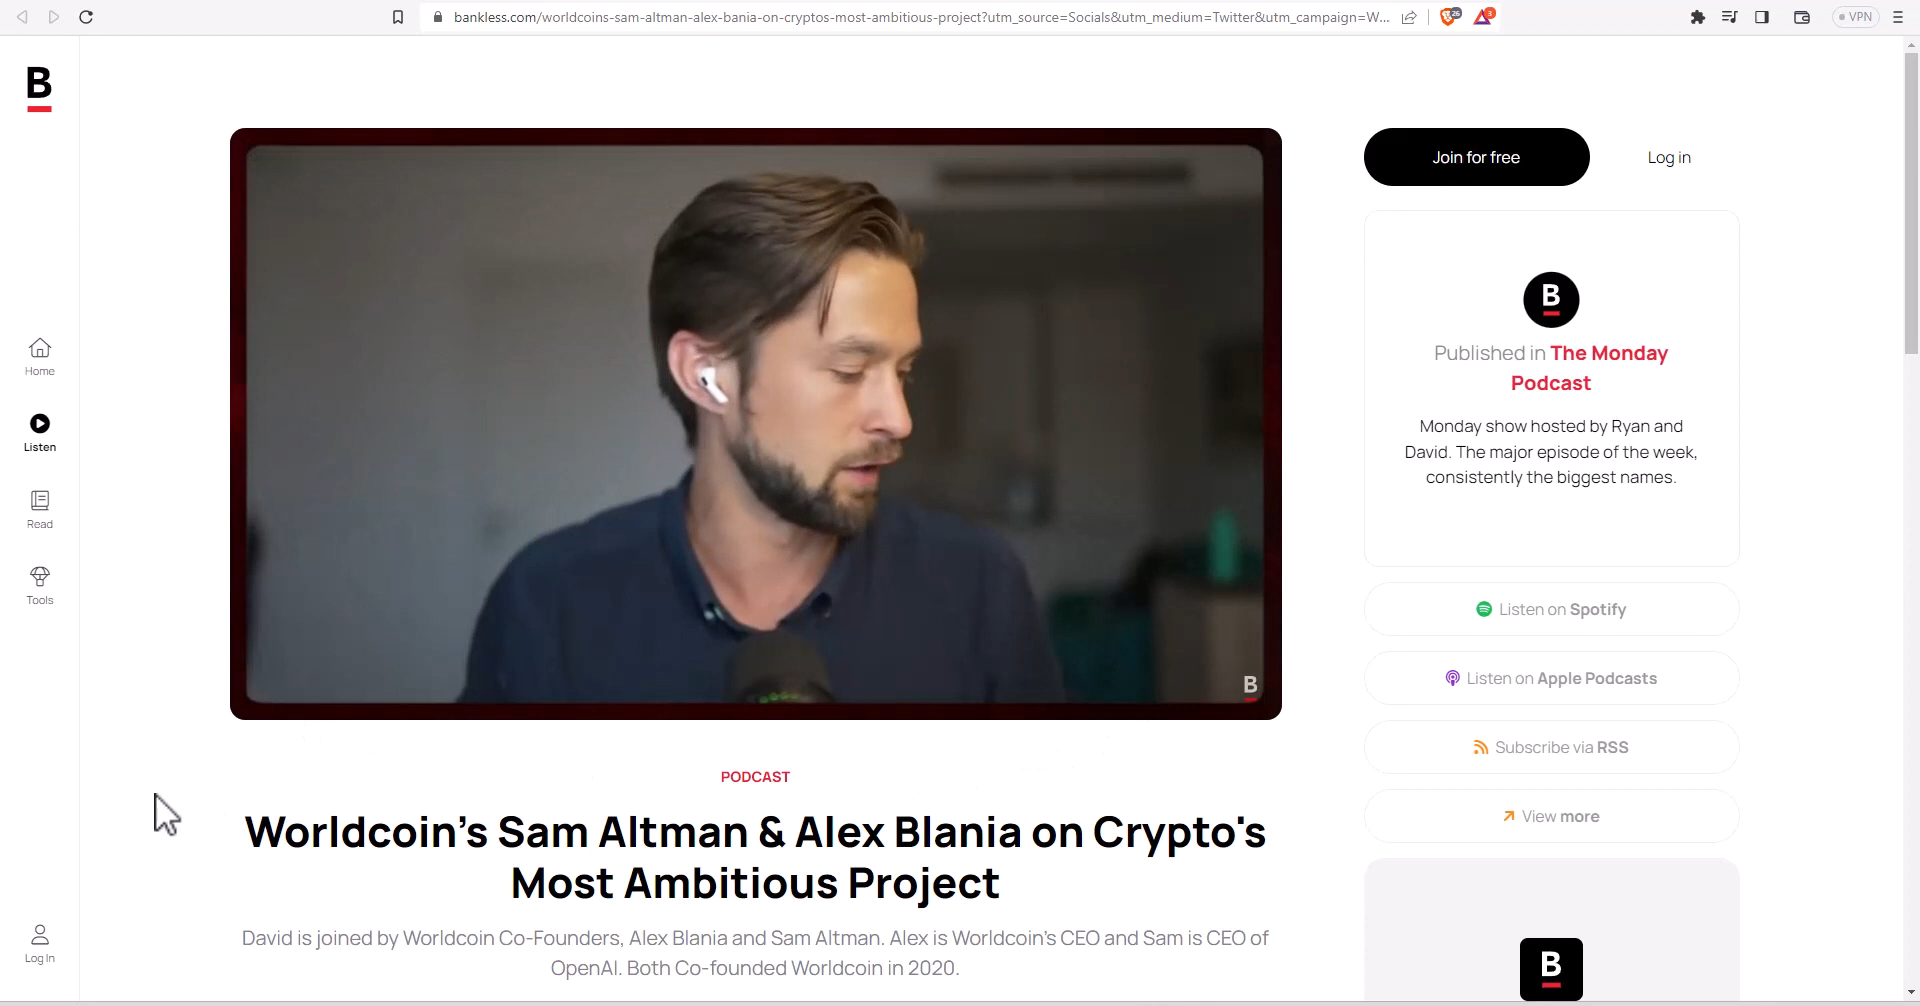 bankless.com/worldcoins-sam-altman-alex-bania-on-cryptos-most-ambitious-project?utm_source=Socials&utm_medium=Twitter&utm_campaign=W...
26
3
VPN
B
Home
Listen
Read
Tools
Log In
B
PODCAST
Worldcoin’s Sam Altman & Alex Blania on Crypto's
Most Ambitious Project
David is joined by Worldcoin Co-Founders, Alex Blania and Sam Altman. Alex is Worldcoin’s CEO and Sam is CEO of
OpenAI. Both Co-founded Worldcoin in 2020.
Join for free
Log in
B
Published in The Monday
Podcast
Monday show hosted by Ryan and
David. The major episode of the week,
consistently the biggest names.
Listen on Spotify
Listen on Apple Podcasts
Subscribe via RSS
View more
B